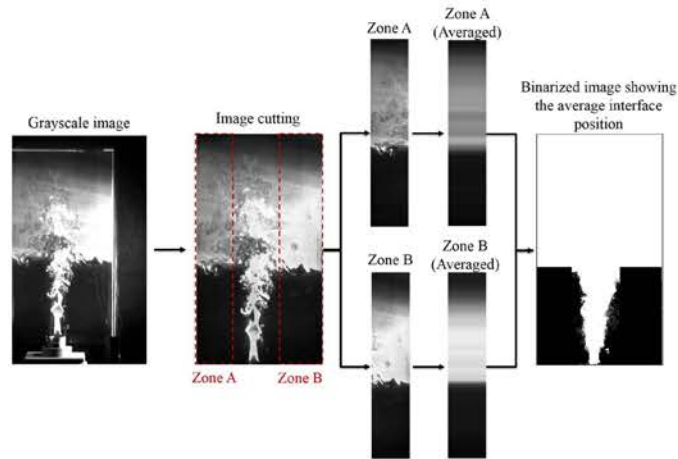 Grayscale image
Image cutting
Zone A
Zone B
Zone A
Zone A
(Averaged)
Zone B
Zone B
(Averaged)
Binarized image showing
the average interface
position